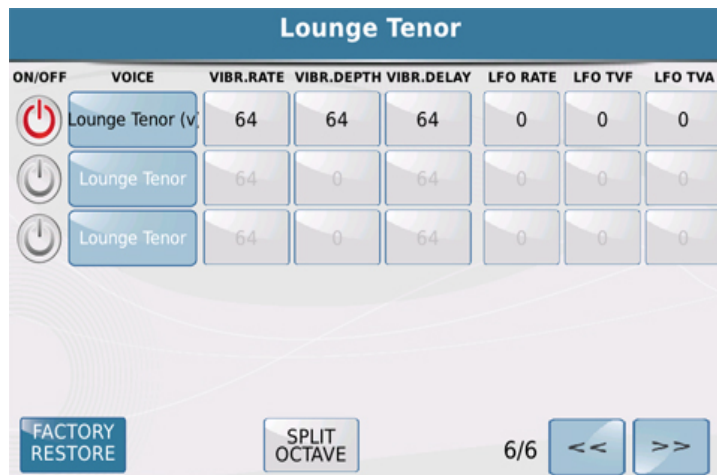 Lounge Tenor
ON/OFF VOICE VIBR.RATE VIBR.DEPTH VIBR.DELAY LFO RATE LFO TVF LFO TVA
Lounge Tenor (v) 64 64 64 0 0 0
Lounge Tenor 64 0 64 0 0 0
Lounge Tenor 64 0 64 0 0 0
FACTORY
RESTORE
SPLIT
OCTAVE
6/6 << >>